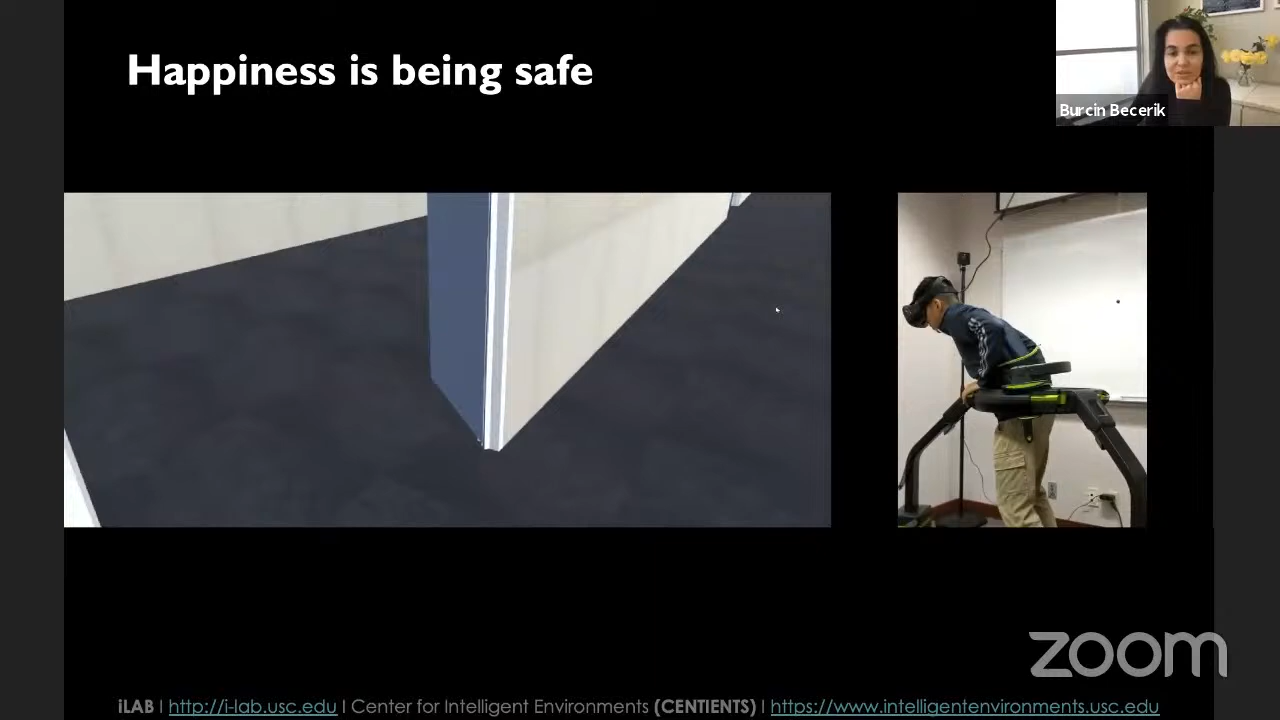 Happiness is being safe
Burcin Becerik
zoom
iLAB I http://i-lab.usc.edu I Center for Intelligent Environments (CENTIENTS) I https://www.intelligentenvironments.usc.edu